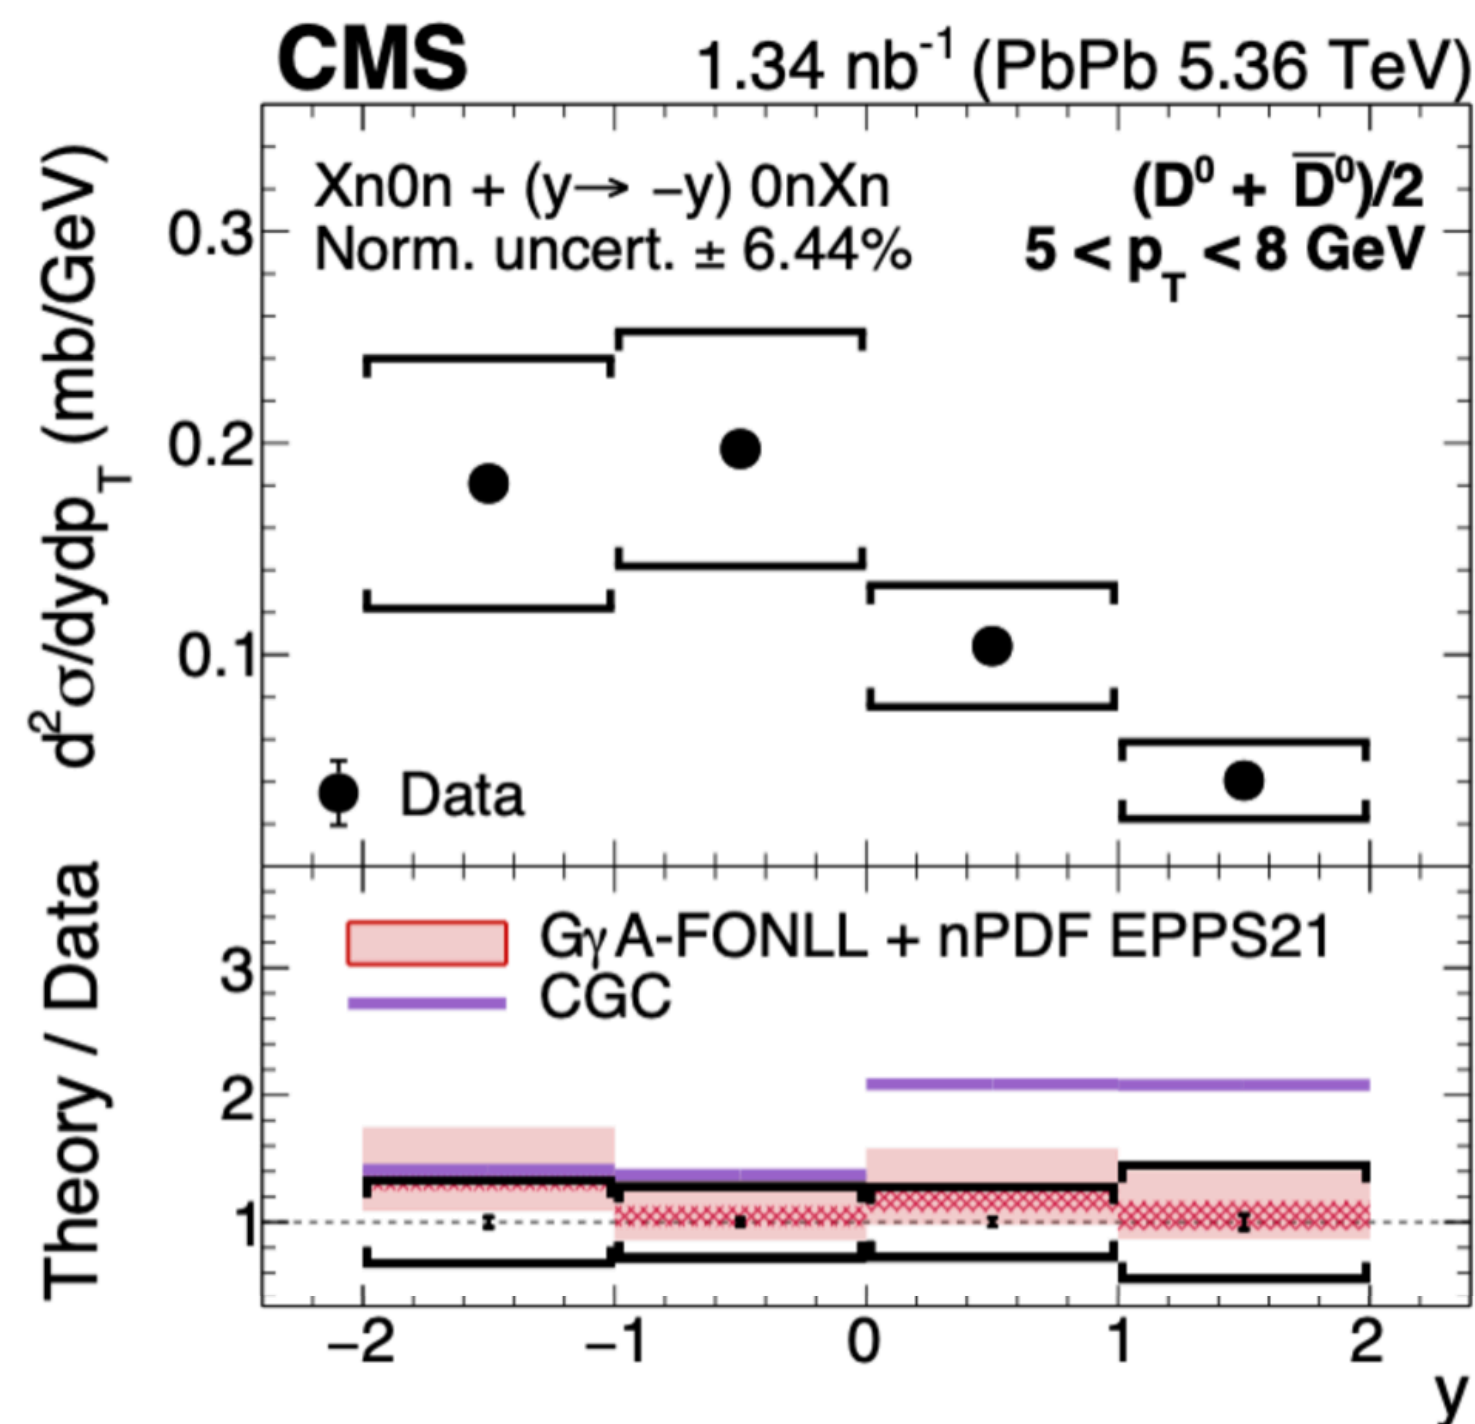 CMS 1.34 nb⁻¹ (PbPb 5.36 TeV)
Xn0n + (y→ −y) 0nXn
Norm. uncert. ± 6.44%
(D⁰ + D̅⁰)/2
5 < p_T < 8 GeV
d²σ/dydp_T (mb/GeV)
0.3
0.2
0.1
Data
Theory / Data
GγA-FONLL + nPDF EPPS21
CGC
3
2
1
−2 −1 0 1 2
y